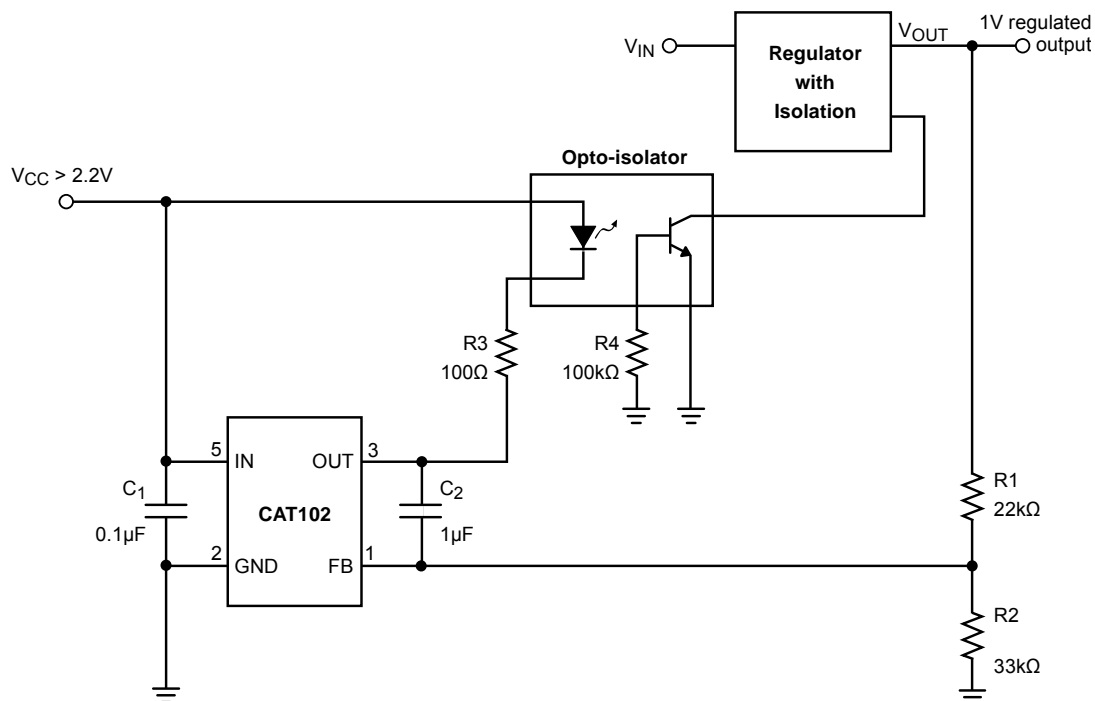 1V regulated
output
VOUT
VIN
Regulator
with
Isolation
Opto-isolator
VCC > 2.2V
R3
100Ω
R4
100kΩ
5
IN
OUT
3
C1
0.1µF
CAT102
C2
1µF
R1
22kΩ
2
GND
FB
1
R2
33kΩ